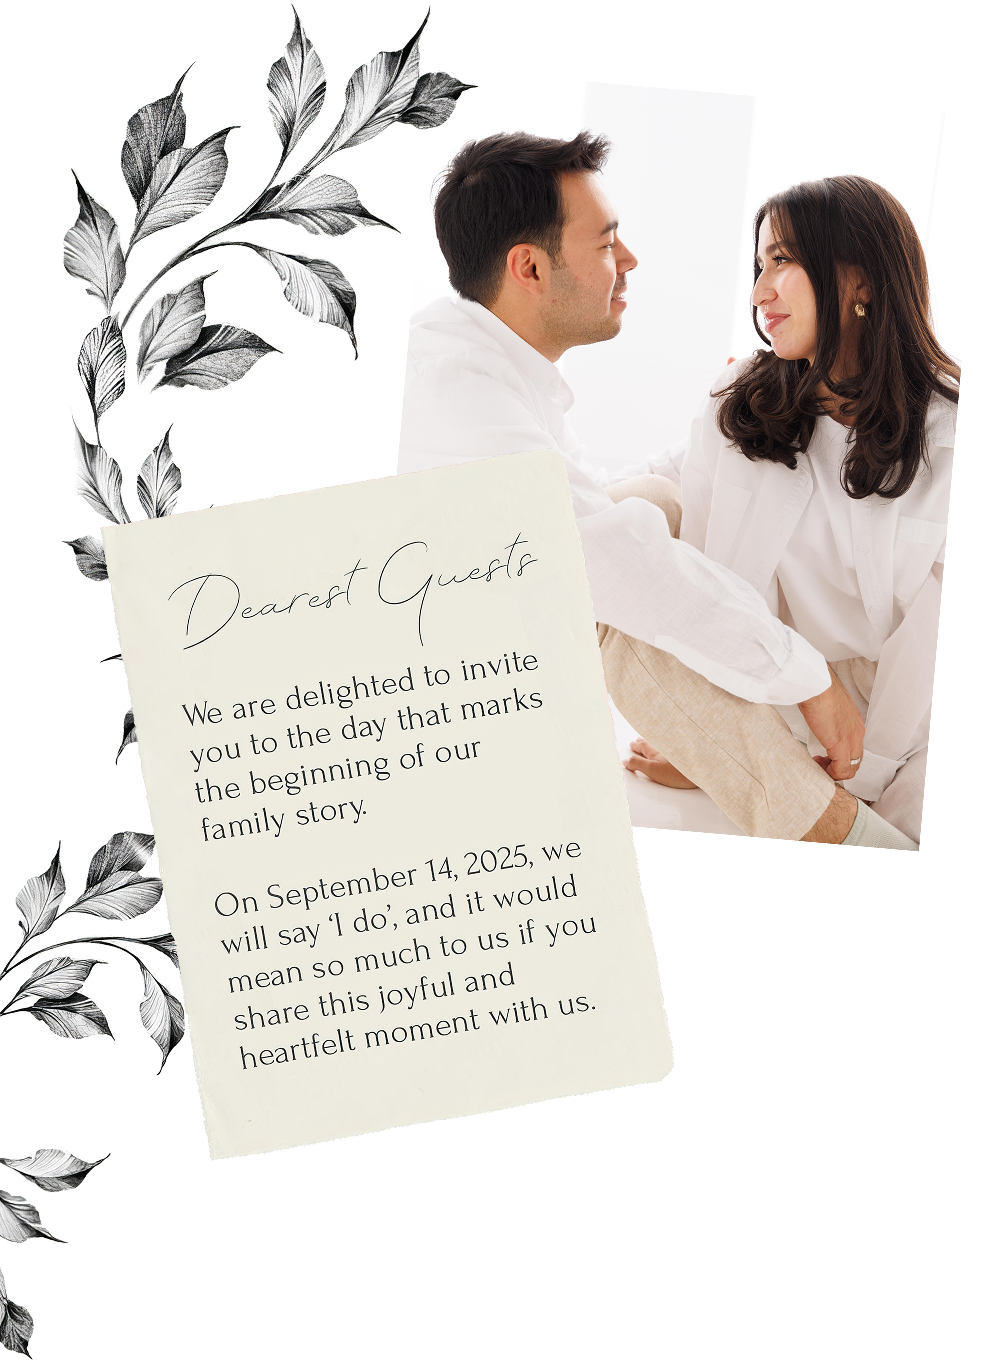 Dearest Guests
We are delighted to invite
you to the day that marks
the beginning of our
family story.
On September 14, 2025, we
will say ‘I do’, and it would
mean so much to us if you
share this joyful and
heartfelt moment with us.